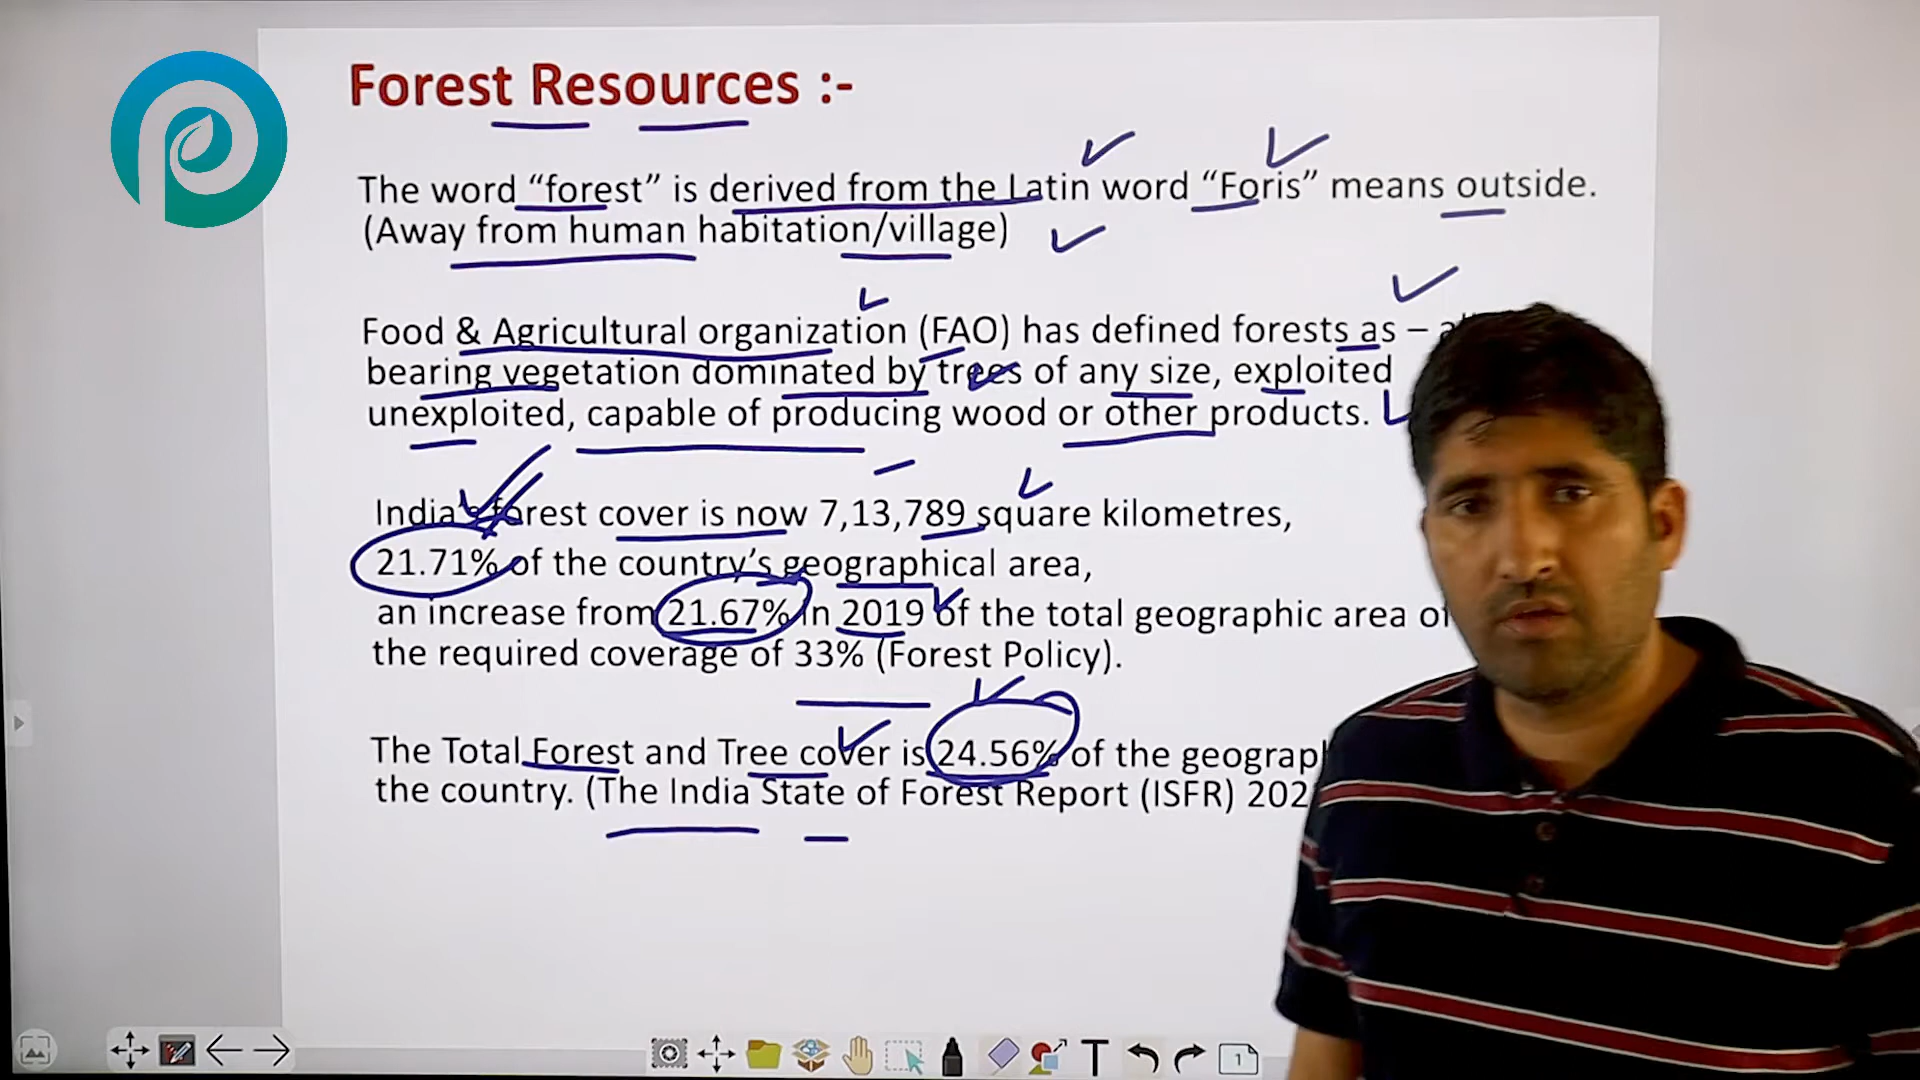 Forest Resources :-
The word “forest” is derived from the Latin word “Foris” means outside.
(Away from human habitation/village)
Food & Agricultural organization (FAO) has defined forests as –
bearing vegetation dominated by trees of any size, exploited
unexploited, capable of producing wood or other products.
India's forest cover is now 7,13,789 square kilometres,
21.71% of the country’s geographical area,
an increase from 21.67% in 2019 of the total geographic area of
the required coverage of 33% (Forest Policy).
The Total Forest and Tree cover is 24.56% of the
the country. (The India State of Forest Report (ISFR)
T
1